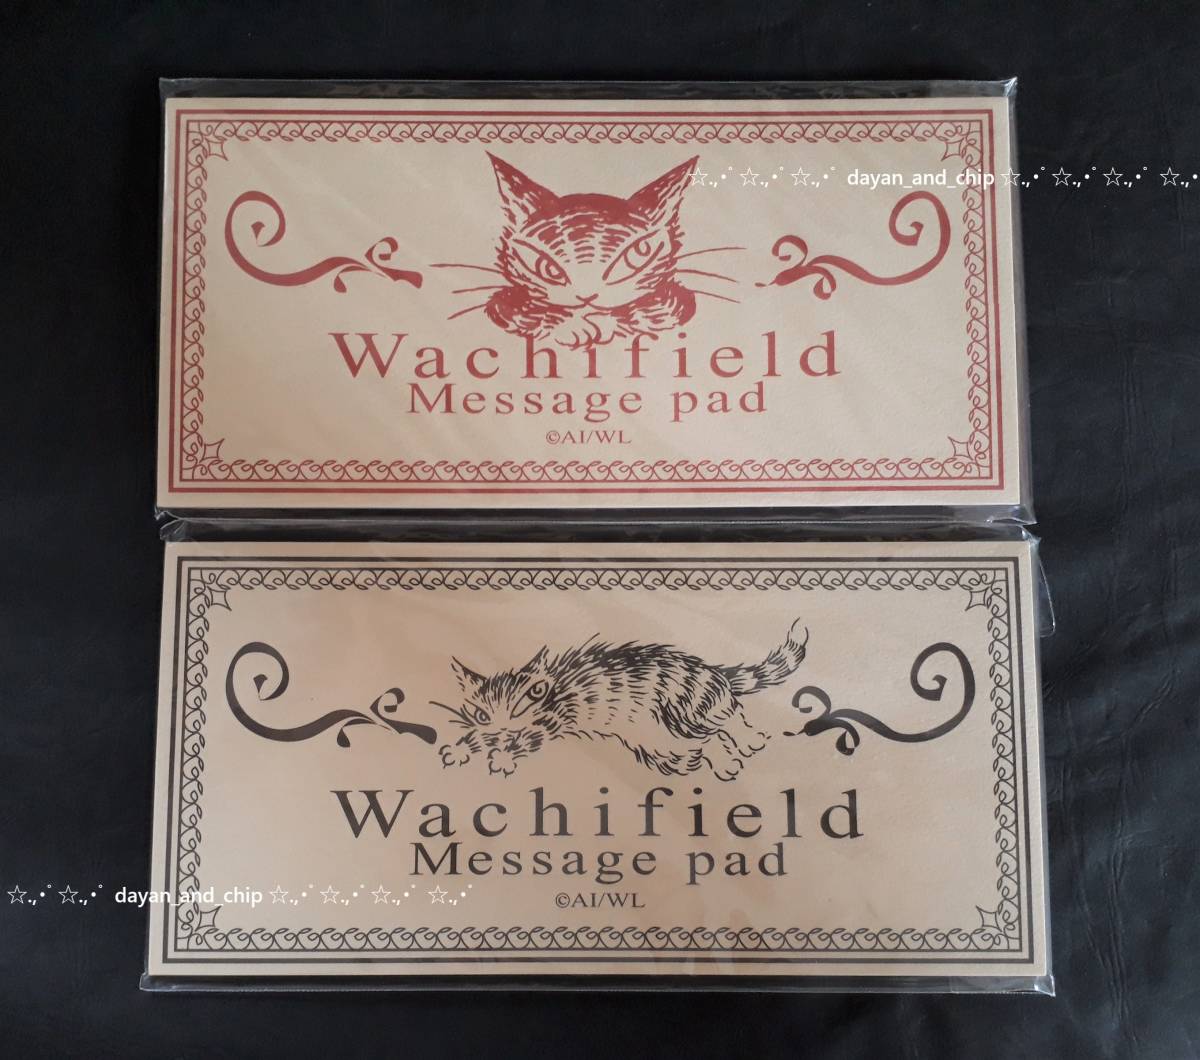 ☆.,•ﾟ☆.,•ﾟ☆.,•ﾟ dayan_and_chip ☆.,•ﾟ☆.,•ﾟ☆.,•ﾟ ☆.,•
Wachifield
Message pad
©AI/WL
Wachifield
Message pad
☆.,•ﾟ☆.,•ﾟ dayan_and_chip ☆.,•ﾟ☆.,•ﾟ☆.,•ﾟ ☆.,•ﾟ
©AI/WL